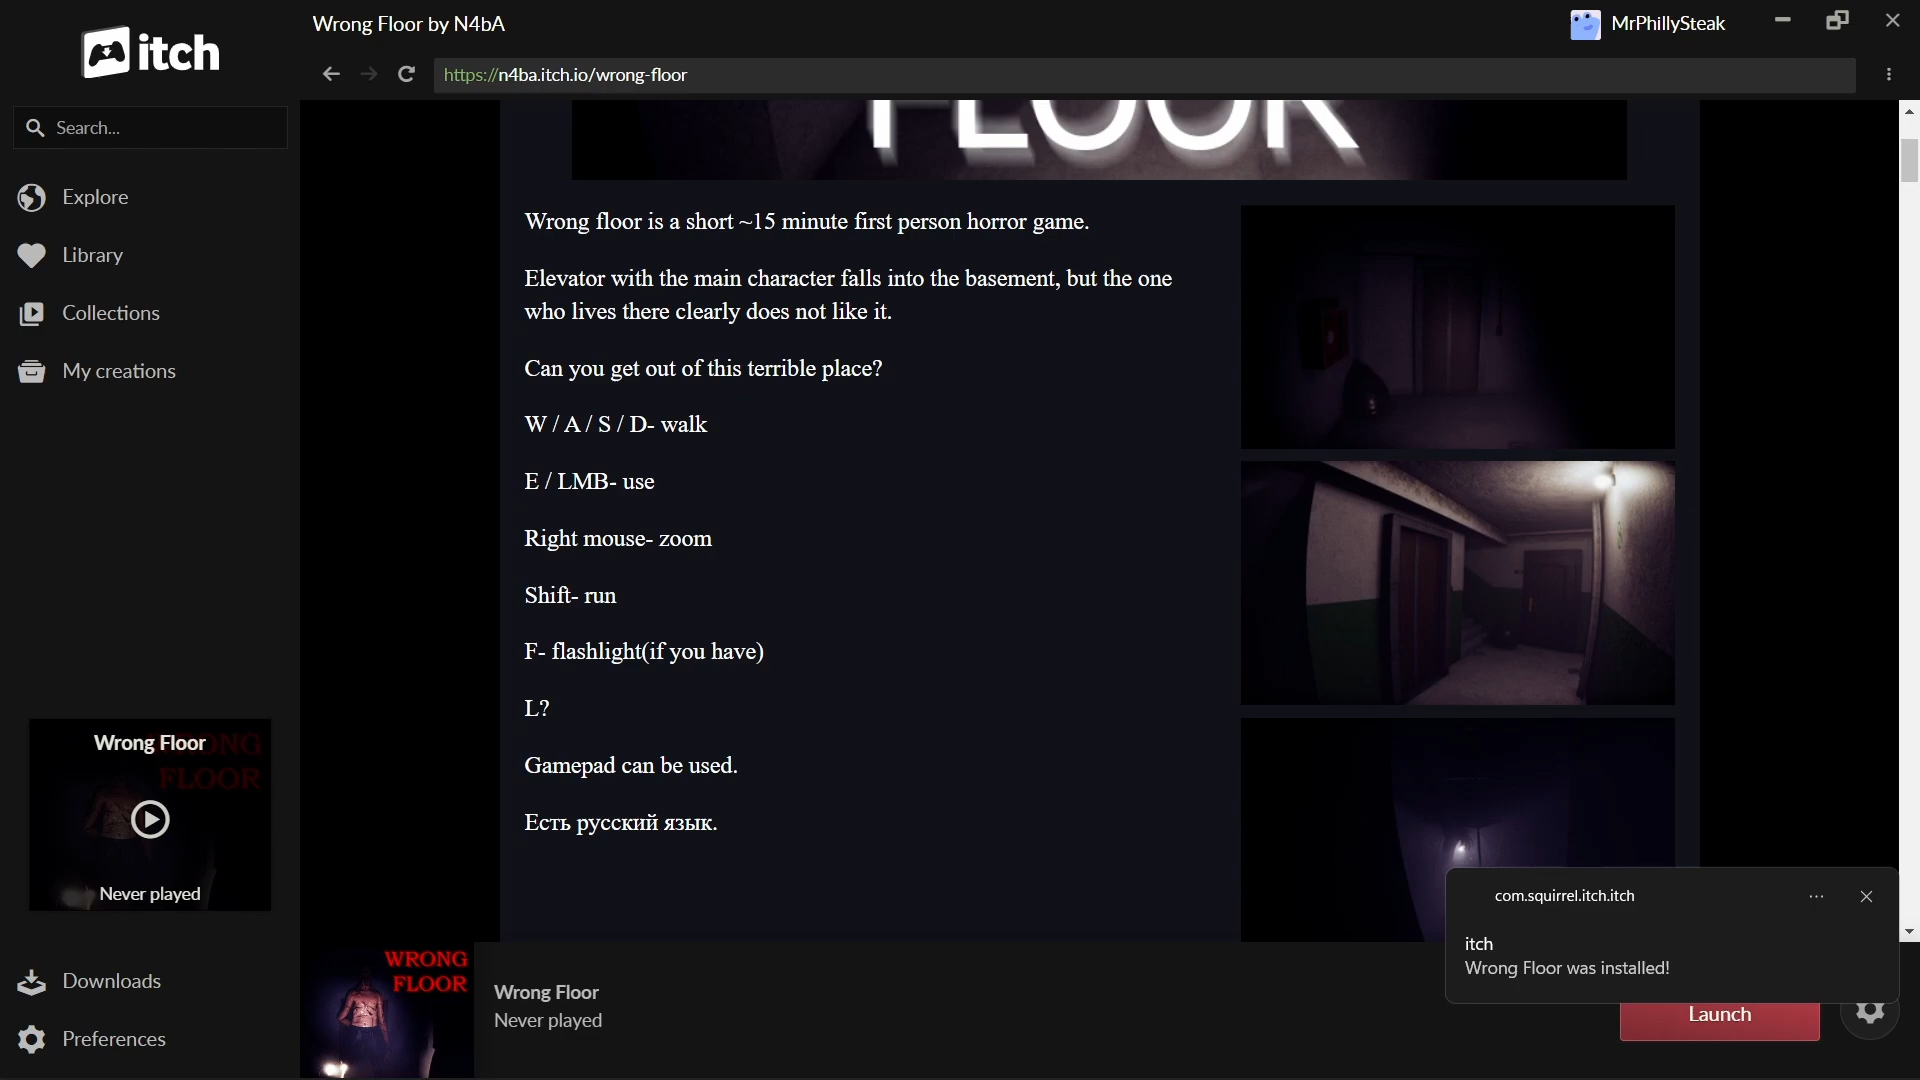 itch
Wrong Floor by N4bA
MrPhillySteak
https://n4ba.itch.io/wrong-floor
Search...
Explore
Library
Collections
My creations
FLOOR
Wrong floor is a short ~15 minute first person horror game.
Elevator with the main character falls into the basement, but the one
who lives there clearly does not like it.
Can you get out of this terrible place?
W / A / S / D- walk
E / LMB- use
Right mouse- zoom
Shift- run
F- flashlight(if you have)
L?
Gamepad can be used.
Есть русский язык.
Wrong Floor
WRONG
FLOOR
Never played
Downloads
Preferences
WRONG
FLOOR
Wrong Floor
Never played
com.squirrel.itch.itch
itch
Wrong Floor was installed!
Launch